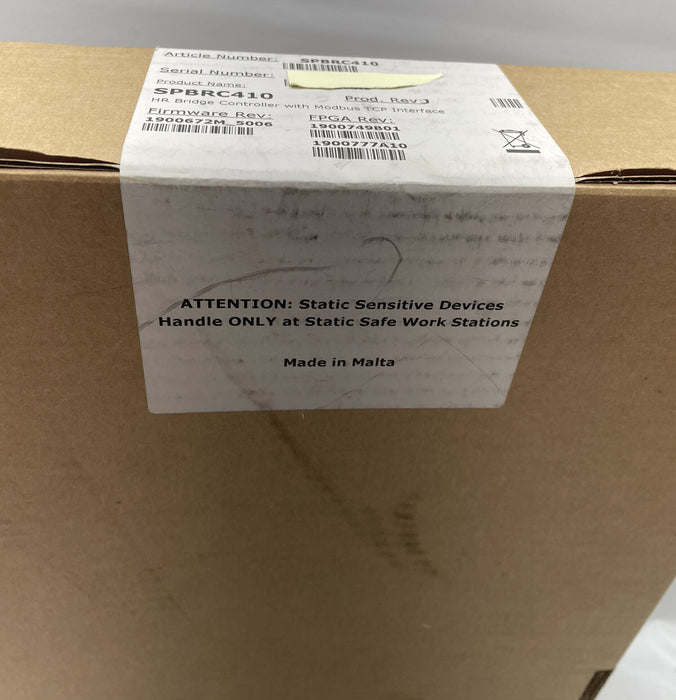 Article Number:
SPBRC410
Serial Number:
Product Name:
SPBRC410
Prod. Rev:
HR Bridge Controller with Modbus TCP Interface
Firmware Rev:
1900672M_5006
FPGA Rev:
1900749B01
1900777A10
ATTENTION: Static Sensitive Devices
Handle ONLY at Static Safe Work Stations
Made in Malta